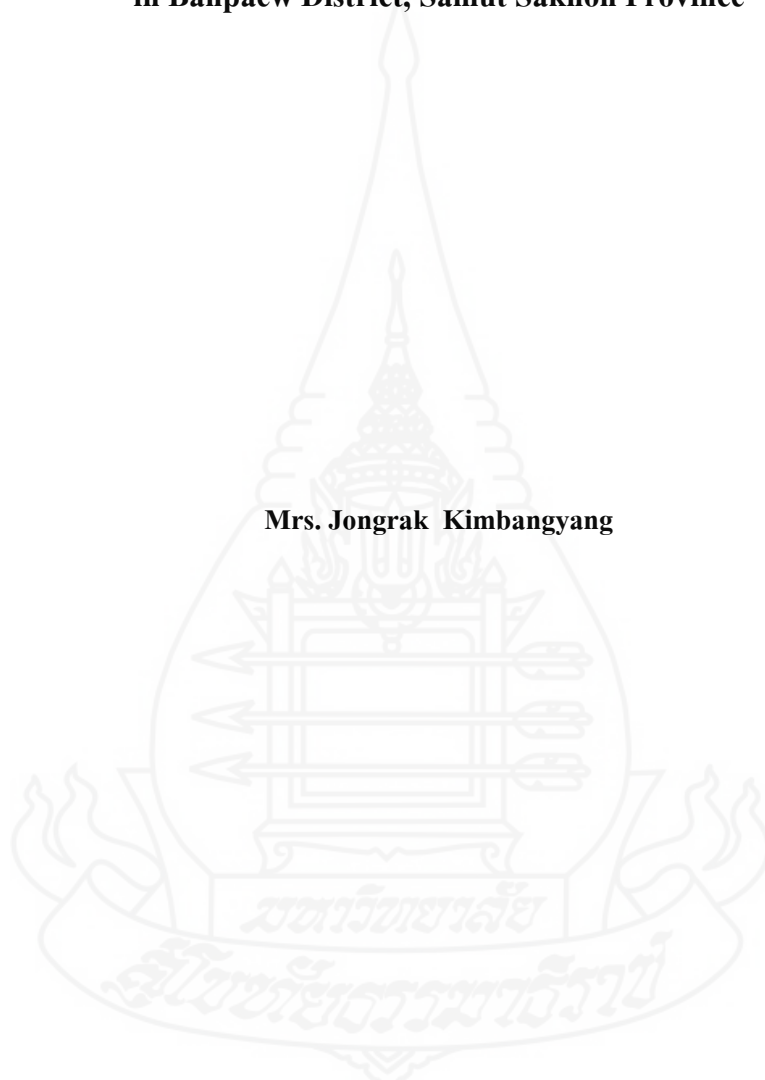 in Banpaew District, Samut Sakhon Province
Mrs. Jongrak Kimbangyang
มหาวิทยาลัย
สุโขทัยธรรมาธิราช